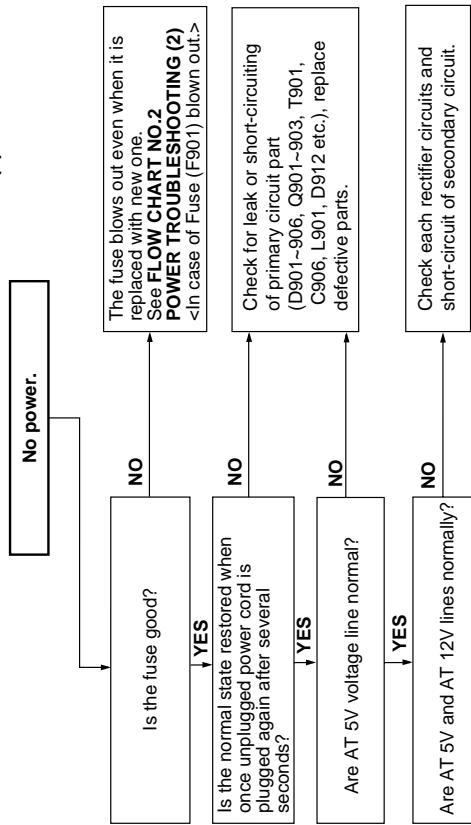 No power.
Is the fuse good?
NO
The fuse blows out even when it is
replaced with new one.
See FLOW CHART NO.2
POWER TROUBLESHOOTING (2)
<In case of Fuse (F901) blown out.>
YES
Is the normal state restored when
once unplugged power cord is
plugged again after several
seconds?
NO
Check for leak or short-circuiting
of primary circuit part
(D901~906, Q901~903, T901,
C906, L901, D912 etc.), replace
defective parts.
YES
Are AT 5V voltage line normal?
NO
YES
Are AT 5V and AT 12V lines normally?
NO
Check each rectifier circuits and
short-circuit of secondary circuit.